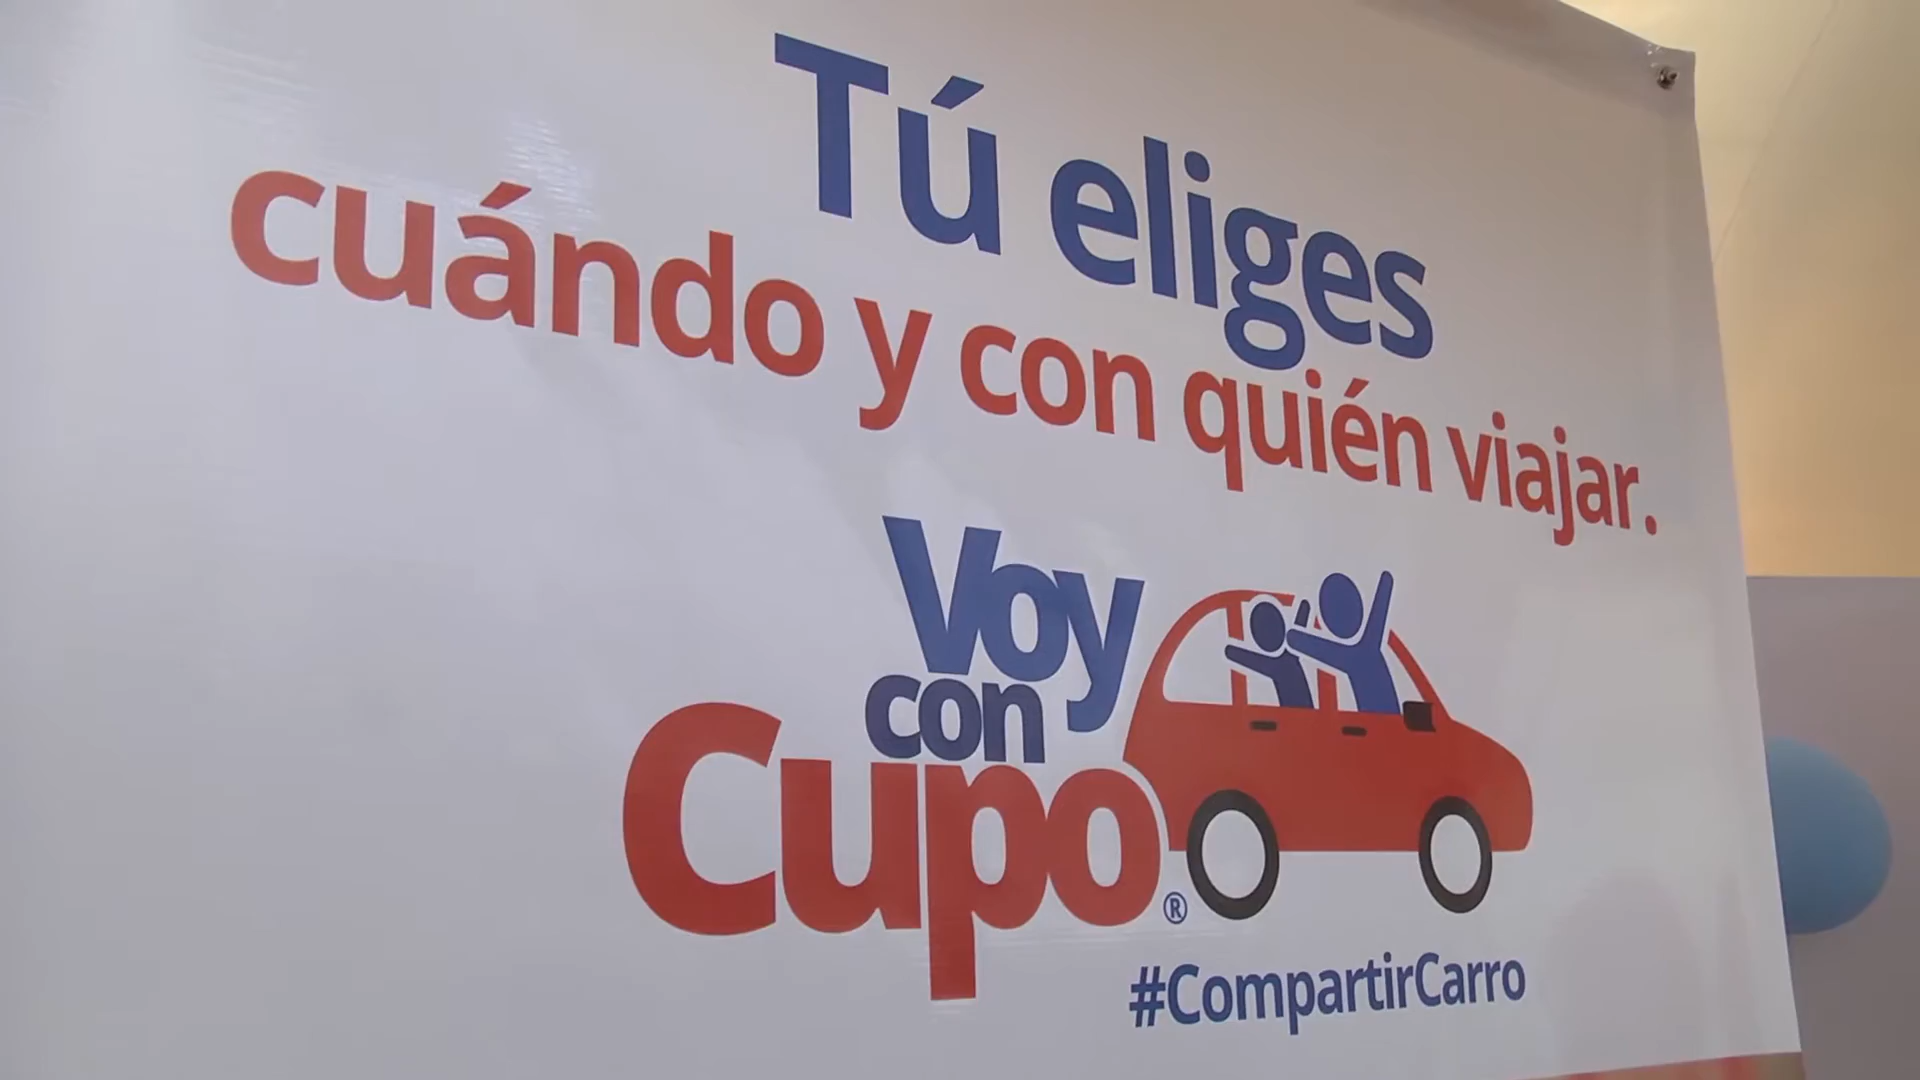 Tú eliges
cuándo y con quién viajar.
Voy
con
Cupo®
#CompartirCarro